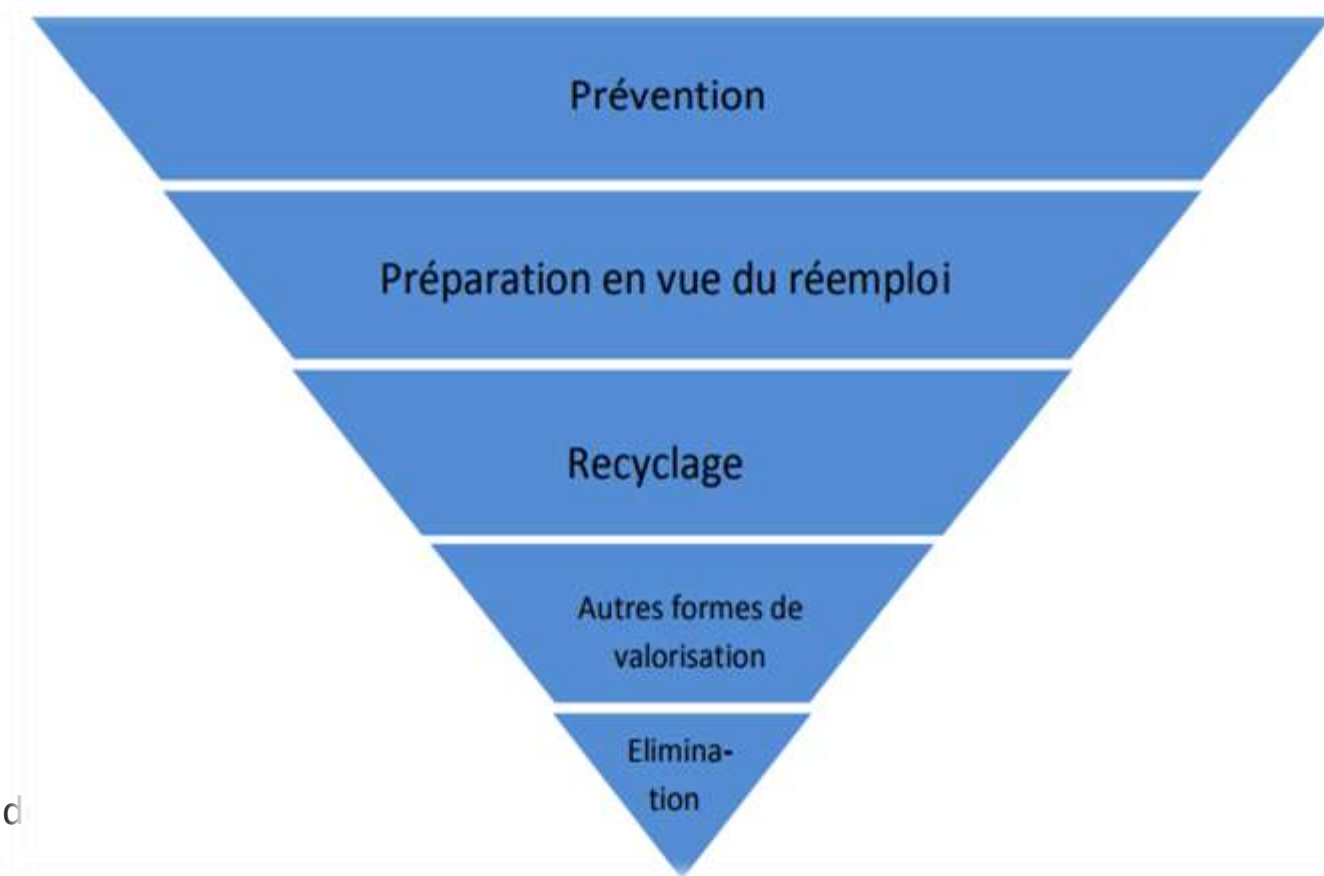 Prévention
Préparation en vue du réemploi
Recyclage
Autres formes de
valorisation
Elimina-
tion
d